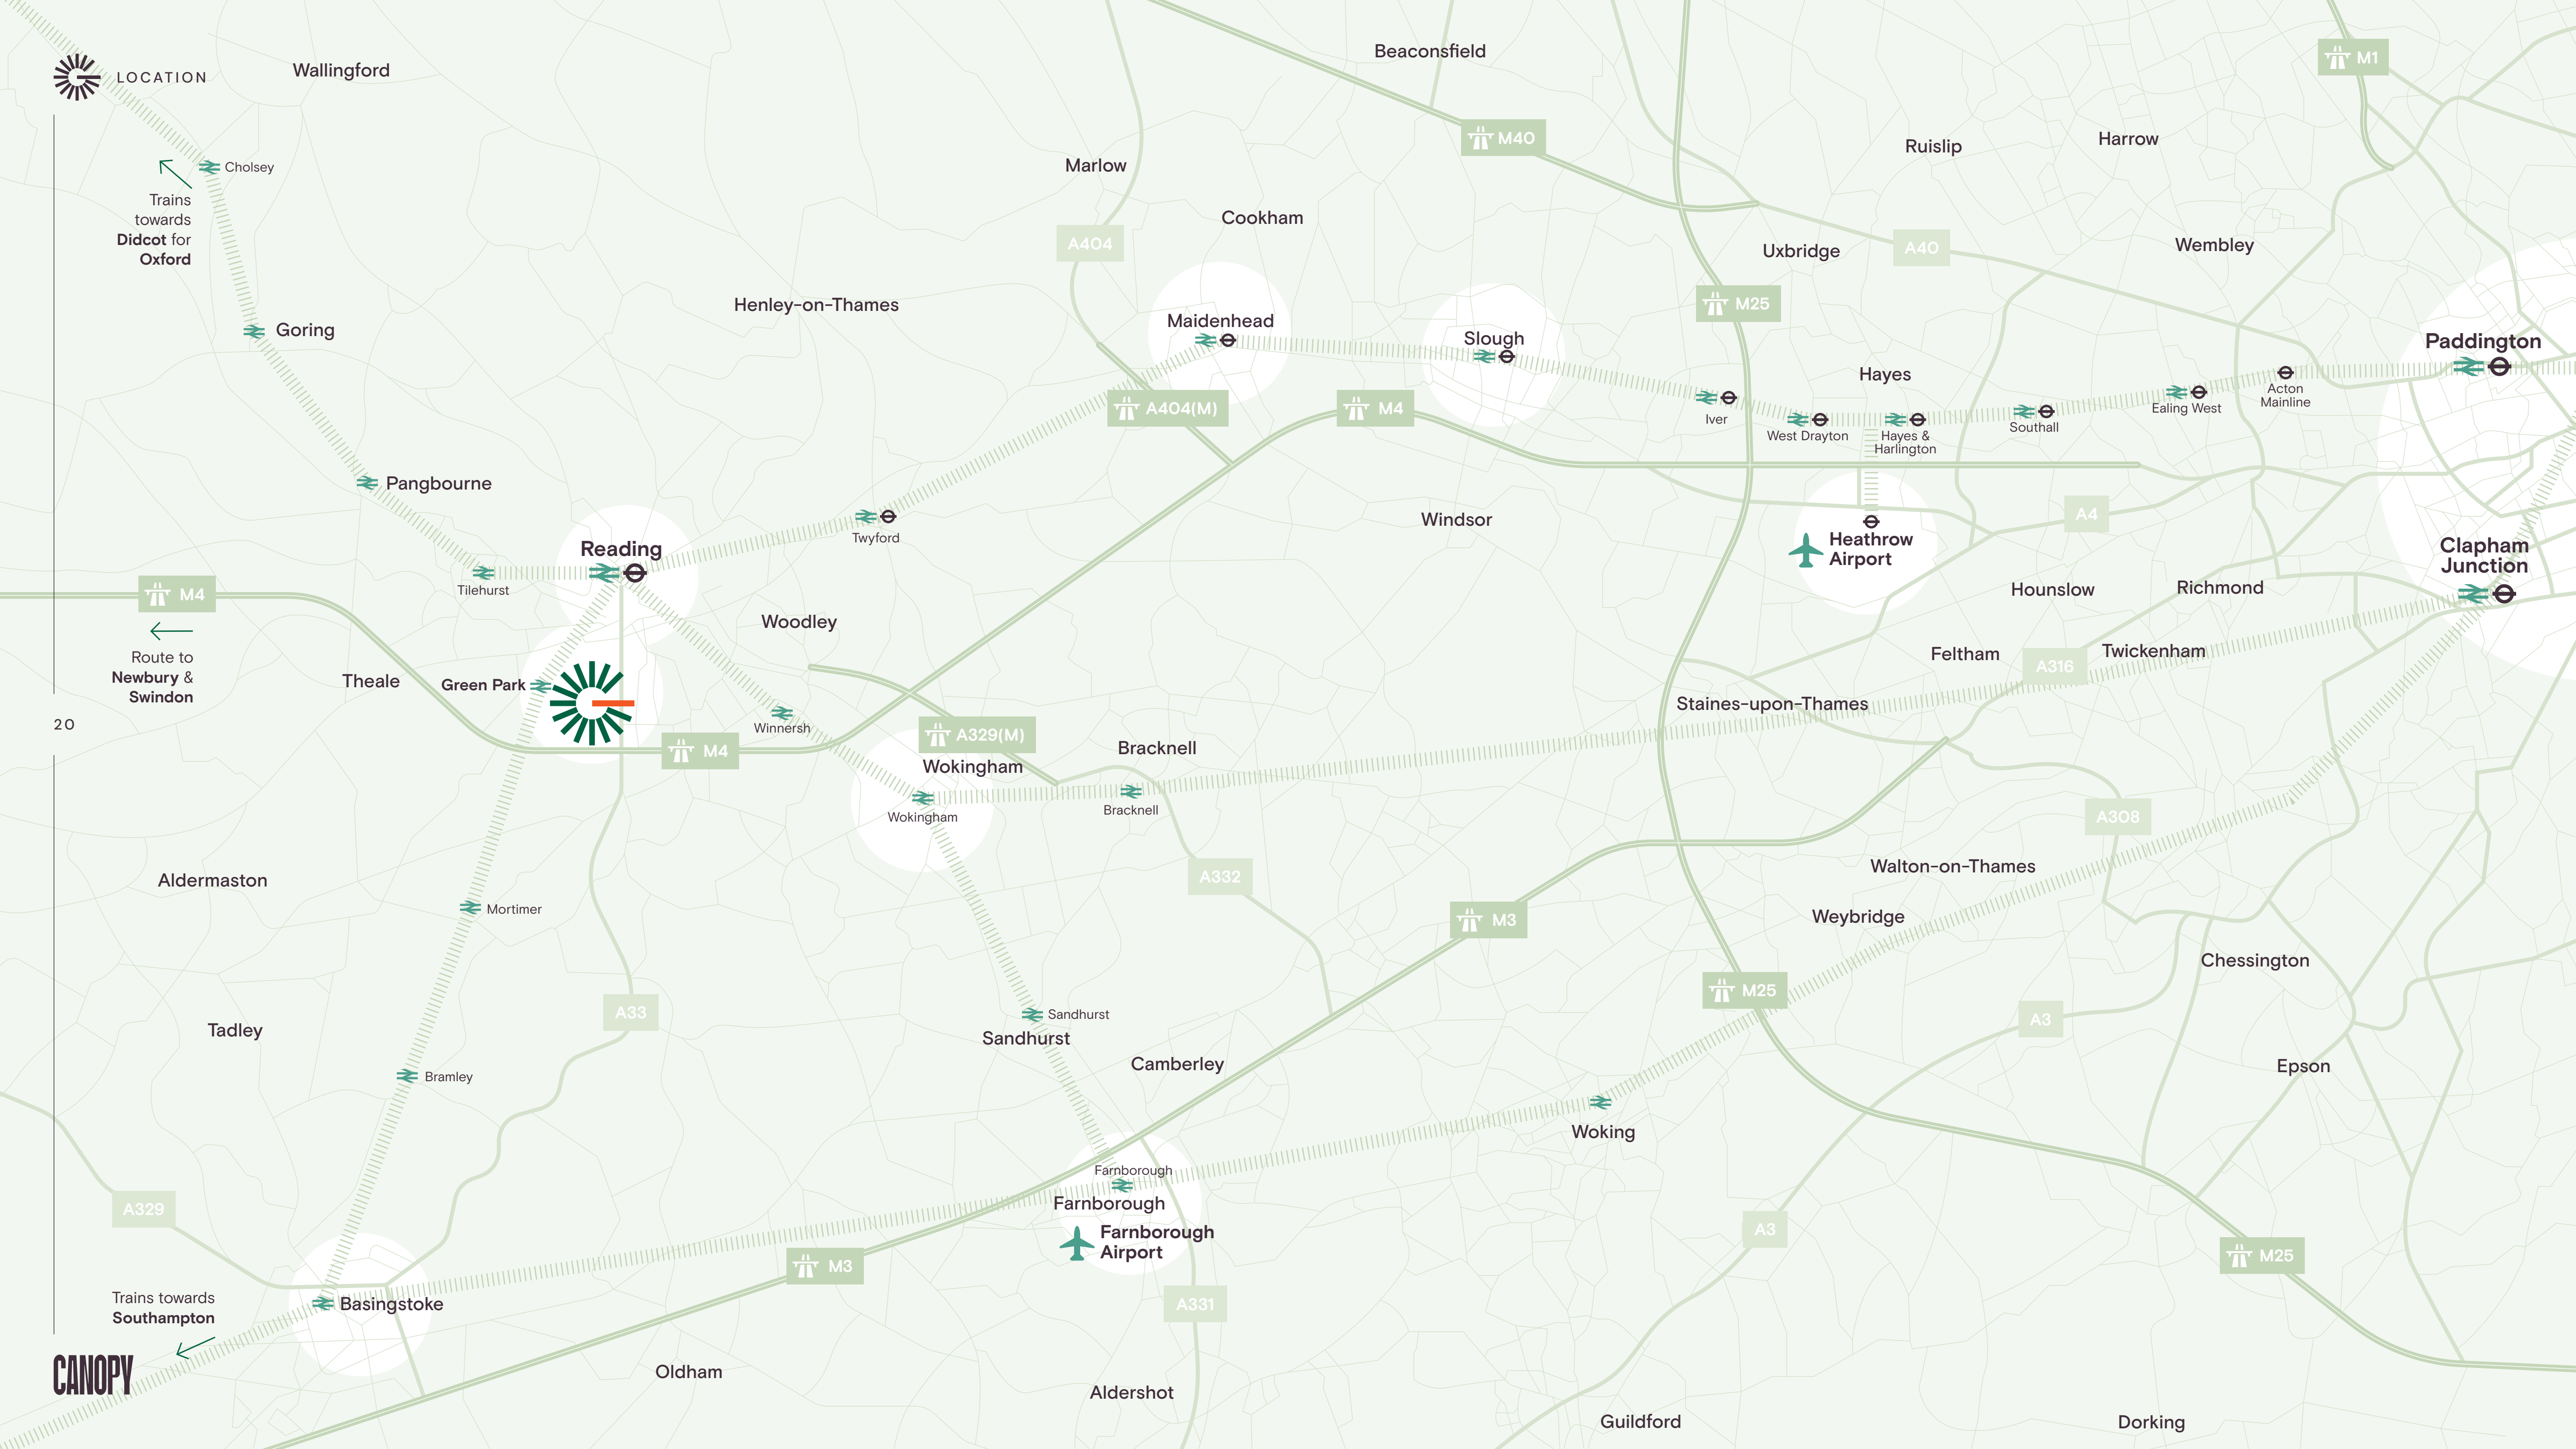 LOCATION
Wallingford
Beaconsfield
M1
M40
Ruislip
Harrow
Marlow
Cholsey
Trains
towards
Didcot for
Oxford
Cookham
A404
Uxbridge
A40
Wembley
Henley-on-Thames
M25
Goring
Maidenhead
Slough
Paddington
Hayes
Acton
Mainline
A404(M)
M4
Iver
West Drayton
Hayes &
Harlington
Southall
Ealing West
Pangbourne
Windsor
A4
Twyford
Heathrow
Airport
Reading
Clapham
Junction
Tilehurst
M4
Hounslow
Richmond
Woodley
Route to
Newbury &
Swindon
Theale
Green Park
Feltham
A316
Twickenham
Staines-upon-Thames
20
Winnersh
M4
A329(M)
Wokingham
Bracknell
Wokingham
Bracknell
A308
Aldermaston
A332
Walton-on-Thames
Mortimer
M3
Weybridge
Chessington
M25
A33
Sandhurst
Sandhurst
A3
Tadley
Camberley
Bramley
Epson
Woking
Farnborough
Farnborough
Farnborough
Airport
A329
A3
M3
M25
Trains towards
Southampton
Basingstoke
A331
CANOPY
Oldham
Aldershot
Guildford
Dorking